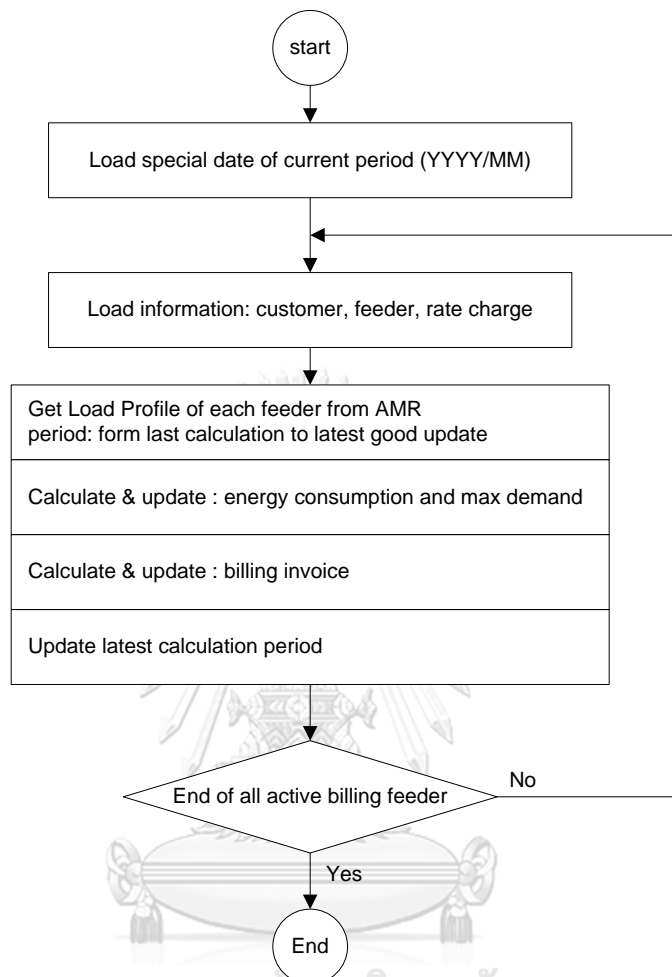 start
Load special date of current period (YYYY/MM)
Load information: customer, feeder, rate charge
Get Load Profile of each feeder from AMR
period: form last calculation to latest good update
Calculate & update : energy consumption and max demand
Calculate & update : billing invoice
Update latest calculation period
End of all active billing feeder
No
Yes
End